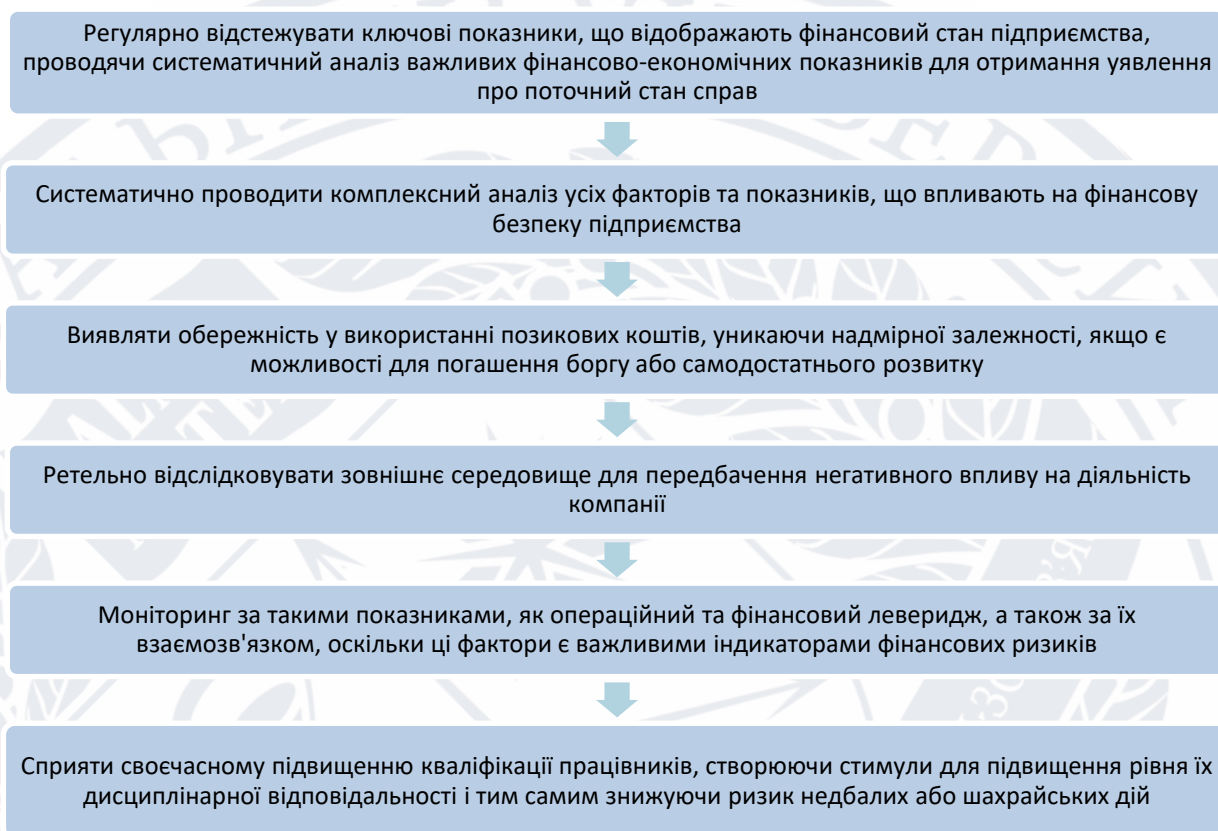 Регулярно відстежувати ключові показники, що відображають фінансовий стан підприємства,
проводячи систематичний аналіз важливих фінансово-економічних показників для отримання уявлення
про поточний стан справ
Систематично проводити комплексний аналіз усіх факторів та показників, що впливають на фінансову
безпеку підприємства
Виявляти обережність у використанні позикових коштів, уникаючи надмірної залежності, якщо є
можливості для погашення боргу або самодостатнього розвитку
Ретельно відслідковувати зовнішнє середовище для передбачення негативного впливу на діяльність
компанії
Моніторинг за такими показниками, як операційний та фінансовий леверидж, а також за їх
взаємозв'язком, оскільки ці фактори є важливими індикаторами фінансових ризиків
Сприяти своєчасному підвищенню кваліфікації працівників, створюючи стимули для підвищення рівня їх
дисциплінарної відповідальності і тим самим знижуючи ризик недбалих або шахрайських дій